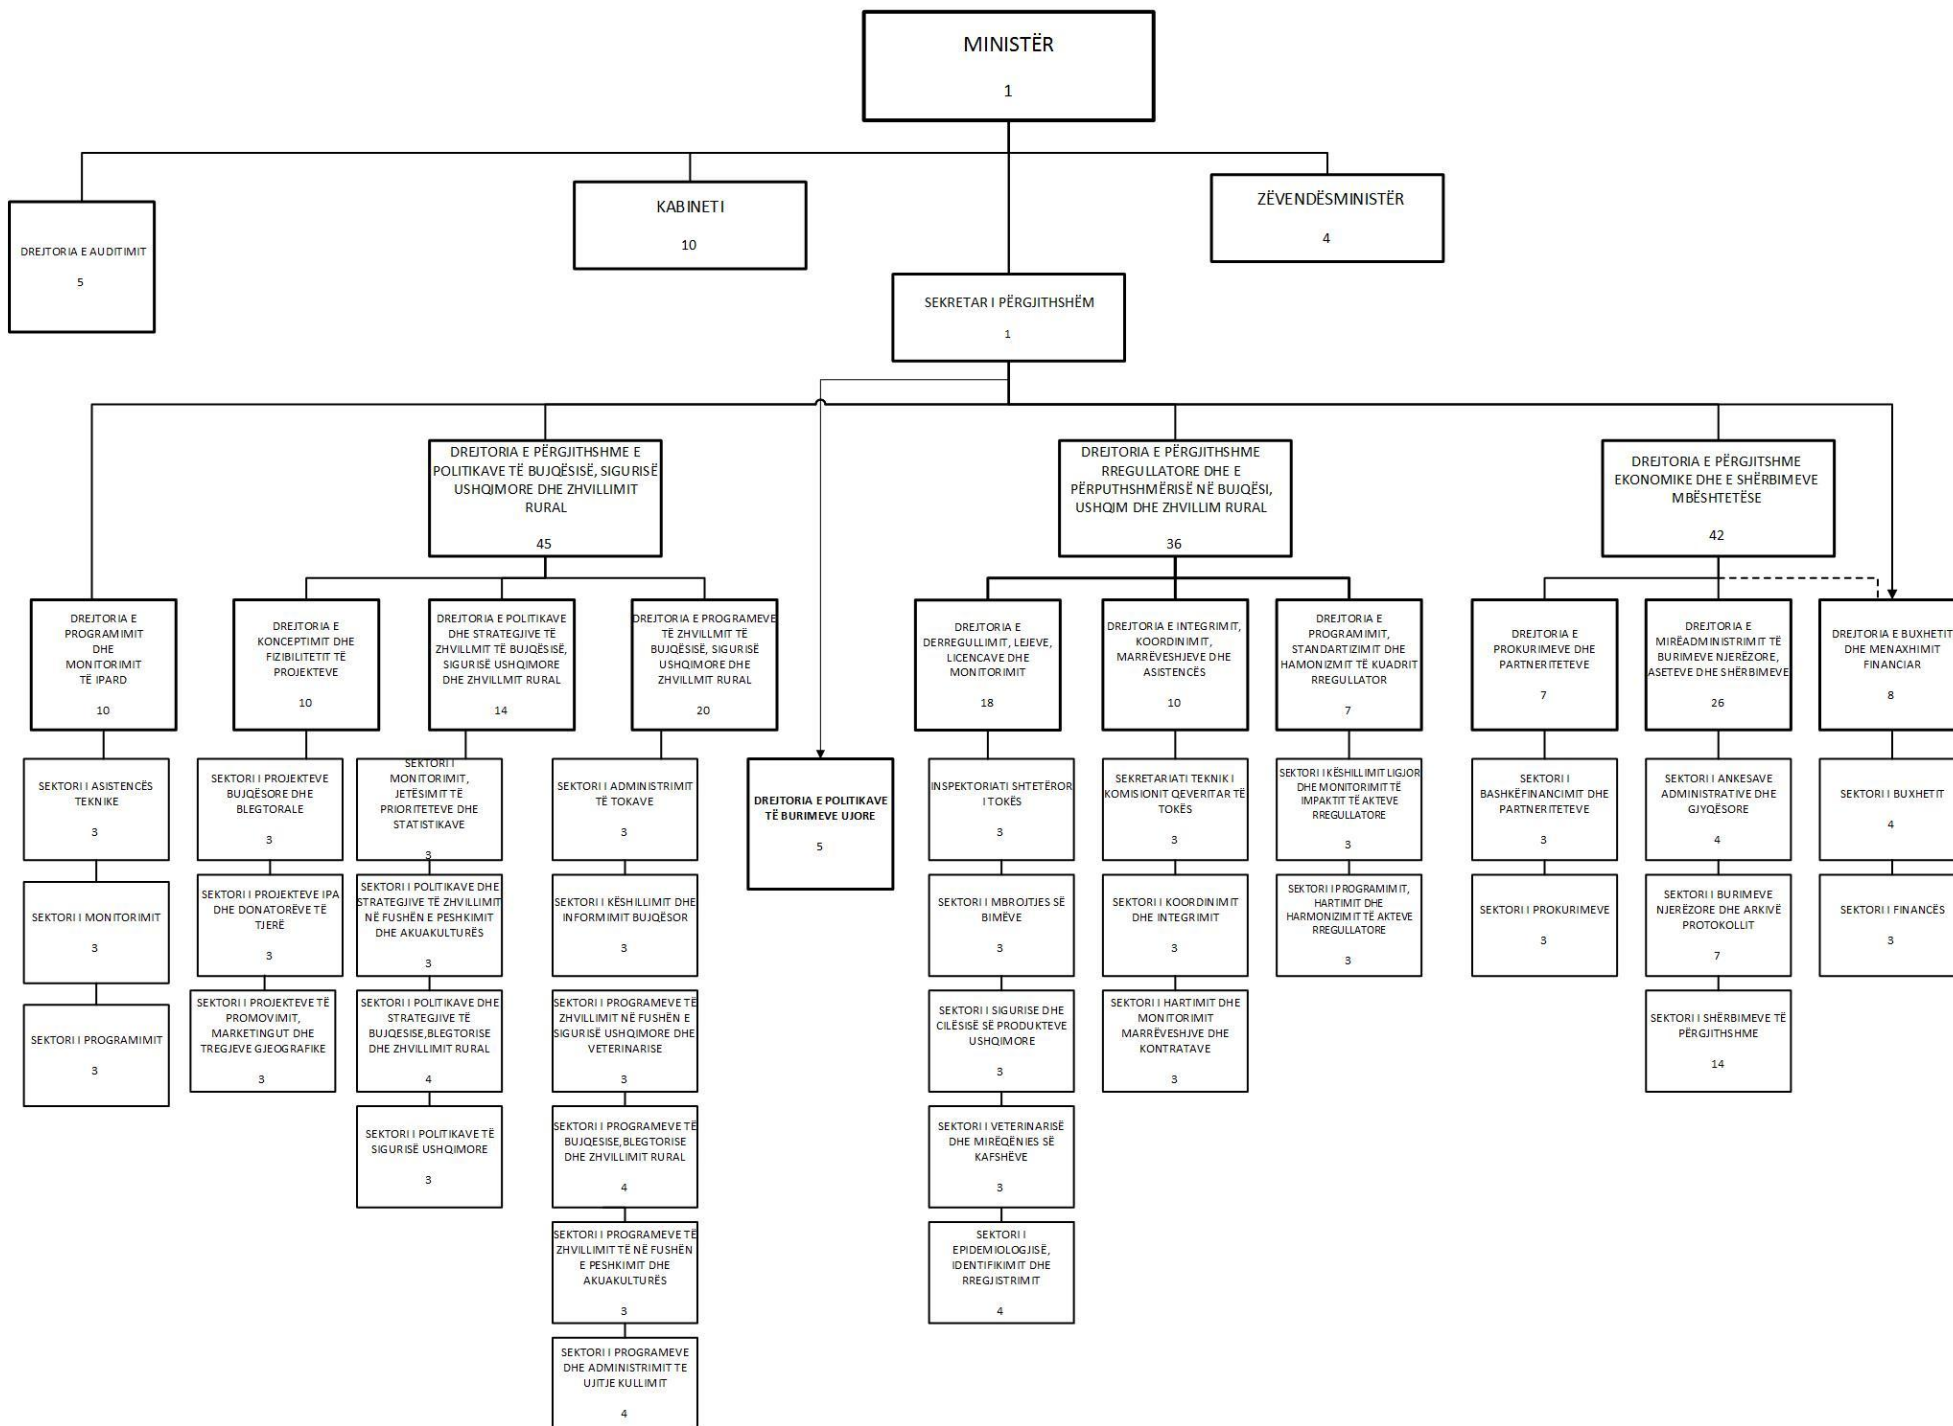 MINISTËR
1
DREJTORIA E AUDITIMIT
5
KABINETI
10
ZËVENDËSMINISTËR
4
SEKRETAR I PËRGJITHSHËM
1
DREJTORIA E PËRGJITHSHME E
POLITIKAVE TË BUJQËSISË, SIGURISË
USHQIMORE DHE ZHVILLIMIT
RURAL
45
DREJTORIA E PËRGJITHSHME
RREGULLATORE DHE E
PËRPUTHSHMËRISË NË BUJQËSI,
USHQIM DHE ZHVILLIM RURAL
36
DREJTORIA E PËRGJITSHME
EKONOMIKE DHE E SHËRBIMEVE
MBËSHTETËSE
42
DREJTORIA E
PROGRAMIMIT
DHE
MONITORIMIT
TË IPARD
10
DREJTORIA E
KONCEPTIMIT DHE
FIZIBILITETIT TË
PROJEKTEVE
10
DREJTORIA E POLITIKAVE
DHE STRATEGJIVE TË
ZHVILLMIT TË BUJQËSISË,
SIGURISË USHQIMORE
DHE ZHVILLMIT RURAL
14
DREJTORIA E PROGRAMEVE
TË ZHVILLMIT TË
BUJQËSISË, SIGURISË
USHQIMORE DHE
ZHVILLMIT RURAL
20
DREJTORIA E
DERREGULLIMIT, LEJEVE,
LICENCAVE DHE
MONITORIMIT
18
DREJTORIA E INTEGRIMIT,
KOORDINIMIT,
MARRËVESHJEVE DHE
ASISTENCËS
10
DREJTORIA E
PROGRAMIMIT,
STANDARTIZIMIT DHE
HAMONIZMIT TË KUADRIT
RREGULLATOR
7
DREJTORIA E
PROKURIMEVE DHE
PARTNERITETEVE
7
DREJTORIA E
MIRËADMINISTRIMIT TË
BURIMEVE NJERËZORE,
ASETEVE DHE SHËRBIMEVE
26
DREJTORIA E BUXHETIT
DHE MENAXHIMIT
FINANCIAR
8
SEKTORI I ASISTENCËS
TEKNIKE
3
SEKTORI I MONITORIMIT
3
SEKTORI I PROGRAMIMIT
3
SEKTORI I PROJEKTEVE
BUJQËSORE DHE
BLEGTORALE
3
SEKTORI I PROJEKTEVE IPA
DHE DONATORËVE TË
TJERË
3
SEKTORI I PROJEKTEVE TË
PROMOVIMIT,
MARKETINGUT DHE
TREGJEVE GJEOGRAFIKE
3
SEKTORI I
MONITORIMIT,
JETËSIMIT TË
PRIORITETEVE DHE
STATISTIKAVE
3
SEKTORI I POLITIKAVE DHE
STRATEGJIVE TË ZHVILLIMIT
NË FUSHËN E PESHKIMIT
DHE AKUAKULTURËS
3
SEKTORI I POLITIKAVE DHE
STRATEGJIVE TË
BUJQESISE,BLEGTORISE
DHE ZHVILLIMIT RURAL
4
SEKTORI I POLITIKAVE TË
SIGURISË USHQIMORE
3
SEKTORI I ADMINISTRIMIT
TË TOKAVE
3
SEKTORI I KËSHILLIMIT DHE
INFORMIMIT BUJQËSOR
3
SEKTORI I PROGRAMEVE TË
ZHVILLIMIT NË FUSHËN E
SIGURISË USHQIMORE DHE
VETERINARISE
3
SEKTORI I PROGRAMEVE TË
BUJQESISE,BLEGTORISE
DHE ZHVILLIMIT RURAL
4
SEKTORI I PROGRAMEVE TË
ZHVILLIMIT TË NË FUSHËN
E PESHKIMIT DHE
AKUAKULTURËS
3
SEKTORI I PROGRAMEVE
DHE ADMINISTRIMIT TE
UJITJE KULLIMIT
4
DREJTORIA E POLITIKAVE
TË BURIMEVE UJORE
5
INSPEKTORIATI SHTETËROR
I TOKËS
3
SEKTORI I MBROJTJES SË
BIMËVE
3
SEKTORI I SIGURISE DHE
CILËSISË SË PRODUKTEVE
USHQIMORE
3
SEKTORI I VETERINARISË
DHE MIRËQËNIES SË
KAFSHËVE
3
SEKTORI I
EPIDEMIOLOGJISË,
IDENTIFIKIMIT DHE
RREGJISTRIMIT
4
SEKRETARIATI TEKNIK I
KOMISIONIT QEVERITAR TË
TOKËS
3
SEKTORI I KOORDINIMIT
DHE INTEGRIMIT
3
SEKTORI I HARTIMIT DHE
MONITORIMIT
MARRËVESHJVE DHE
KONTRATAVE
3
SEKTORI I KËSHILLIMIT LIGJOR
DHE MONITORIMIT TË
IMPAKTIT TË AKTEVE
RREGULLATORE
3
SEKTORI I PROGRAMIMIT,
HARTIMIT DHE
HARMONIZIMIT TË AKTEVE
RREGULLATORE
3
SEKTORI I
BASHKËFINANCIMIT DHE
PARTNERITETEVE
3
SEKTORI I PROKURIMEVE
3
SEKTORI I ANKESAVE
ADMINISTRATIVE DHE
GJYQËSORE
4
SEKTORI I BURIMEVE
NJERËZORE DHE ARKIVË
PROTOKOLLIT
7
SEKTORI I SHËRBIMEVE TË
PËRGJITHSHME
14
SEKTORI I BUXHETIT
4
SEKTORI I FINANCËS
3